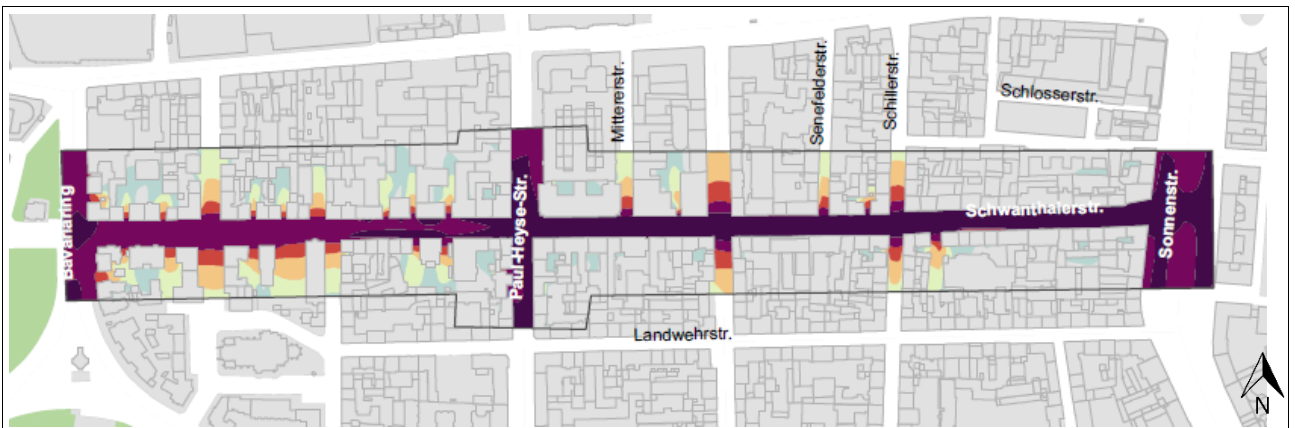 Mittererstr.
Senefelderstr.
Schillerstr.
Schlosserstr.
Bavariaring
Paul-Heyse-Str.
Schwanthalerstr.
Sonnenstr.
Landwehrstr.
N